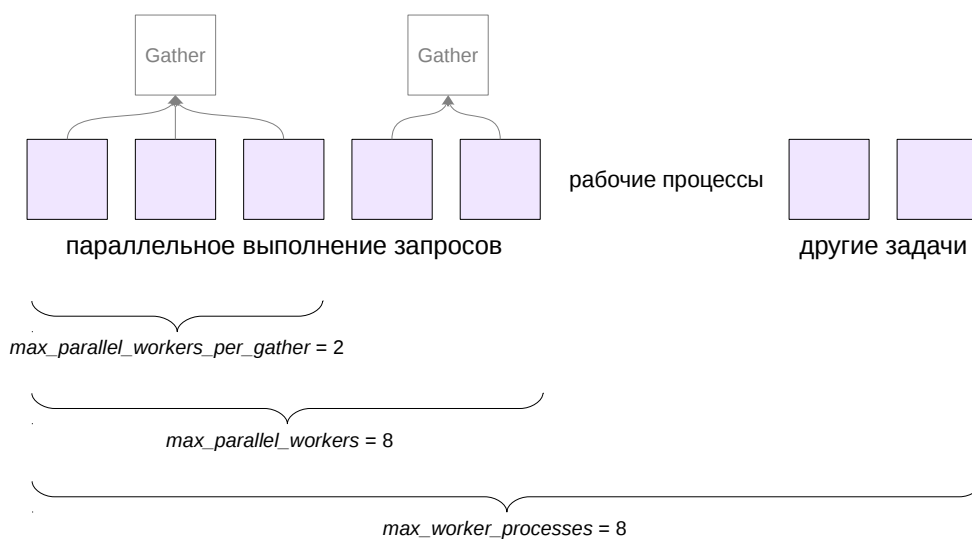 Gather
Gather
рабочие процессы
параллельное выполнение запросов
другие задачи
max_parallel_workers_per_gather = 2
max_parallel_workers = 8
max_worker_processes = 8